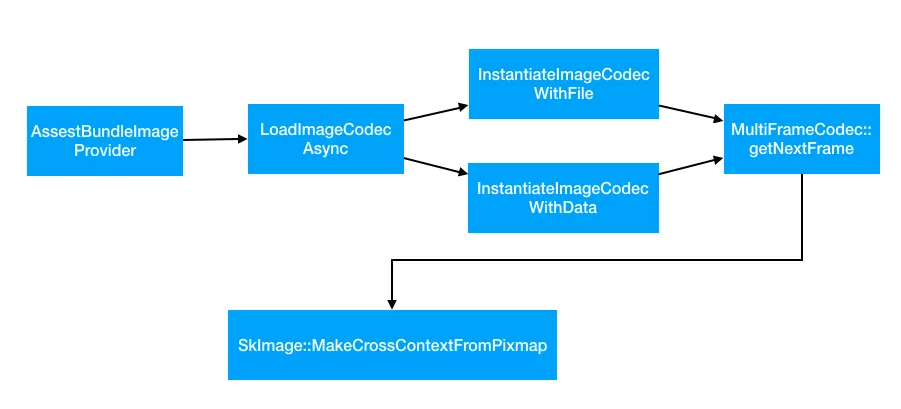 AssestBundleImage
Provider
LoadImageCodec
Async
InstantiateImageCodec
WithFile
InstantiateImageCodec
WithData
MultiFrameCodec::
getNextFrame
SkImage::MakeCrossContextFromPixmap